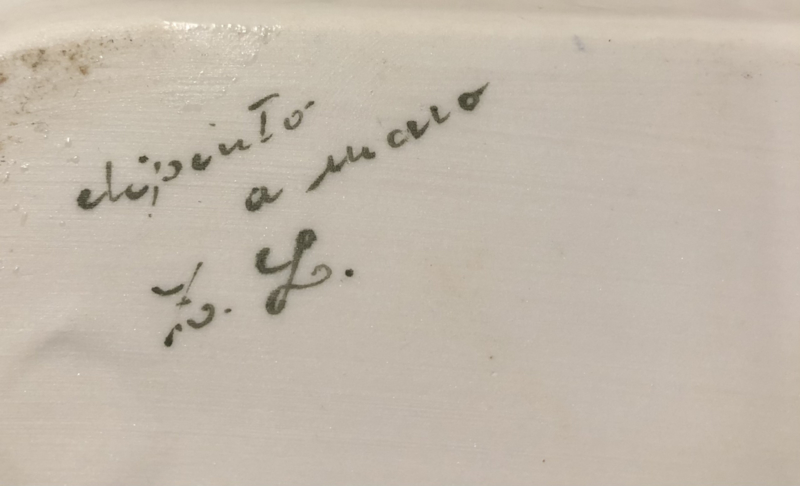 dipinto
a mano
L. L.